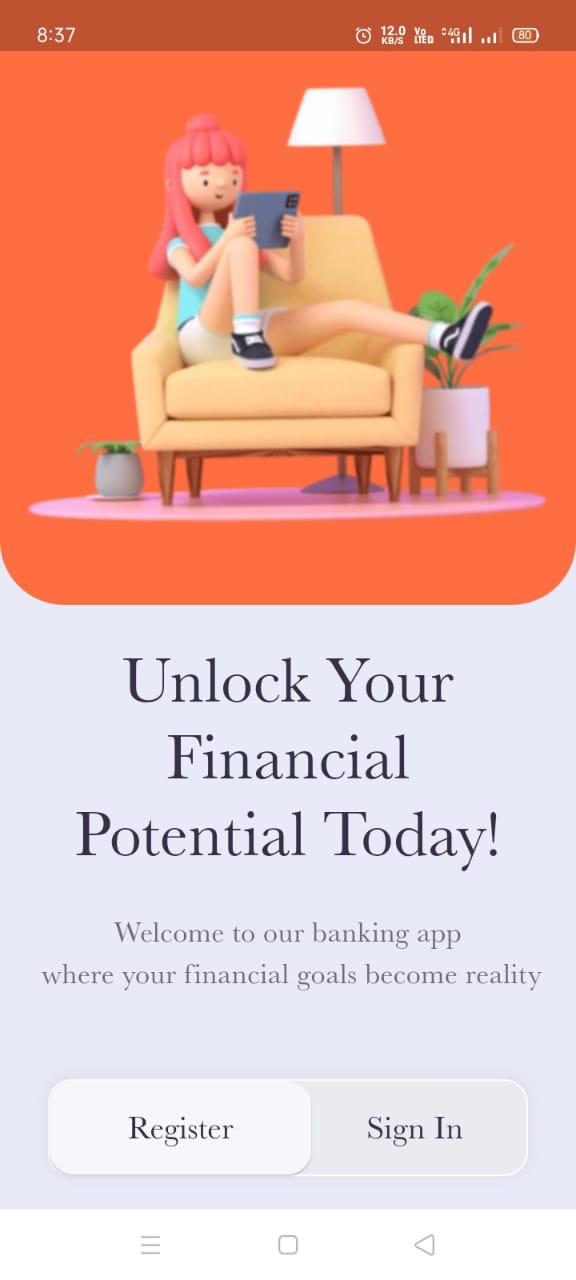 8:37
12.0
KB/S
Vo
LTED
4G
80
Unlock Your
Financial
Potential Today!
Welcome to our banking app
where your financial goals become reality
Register
Sign In